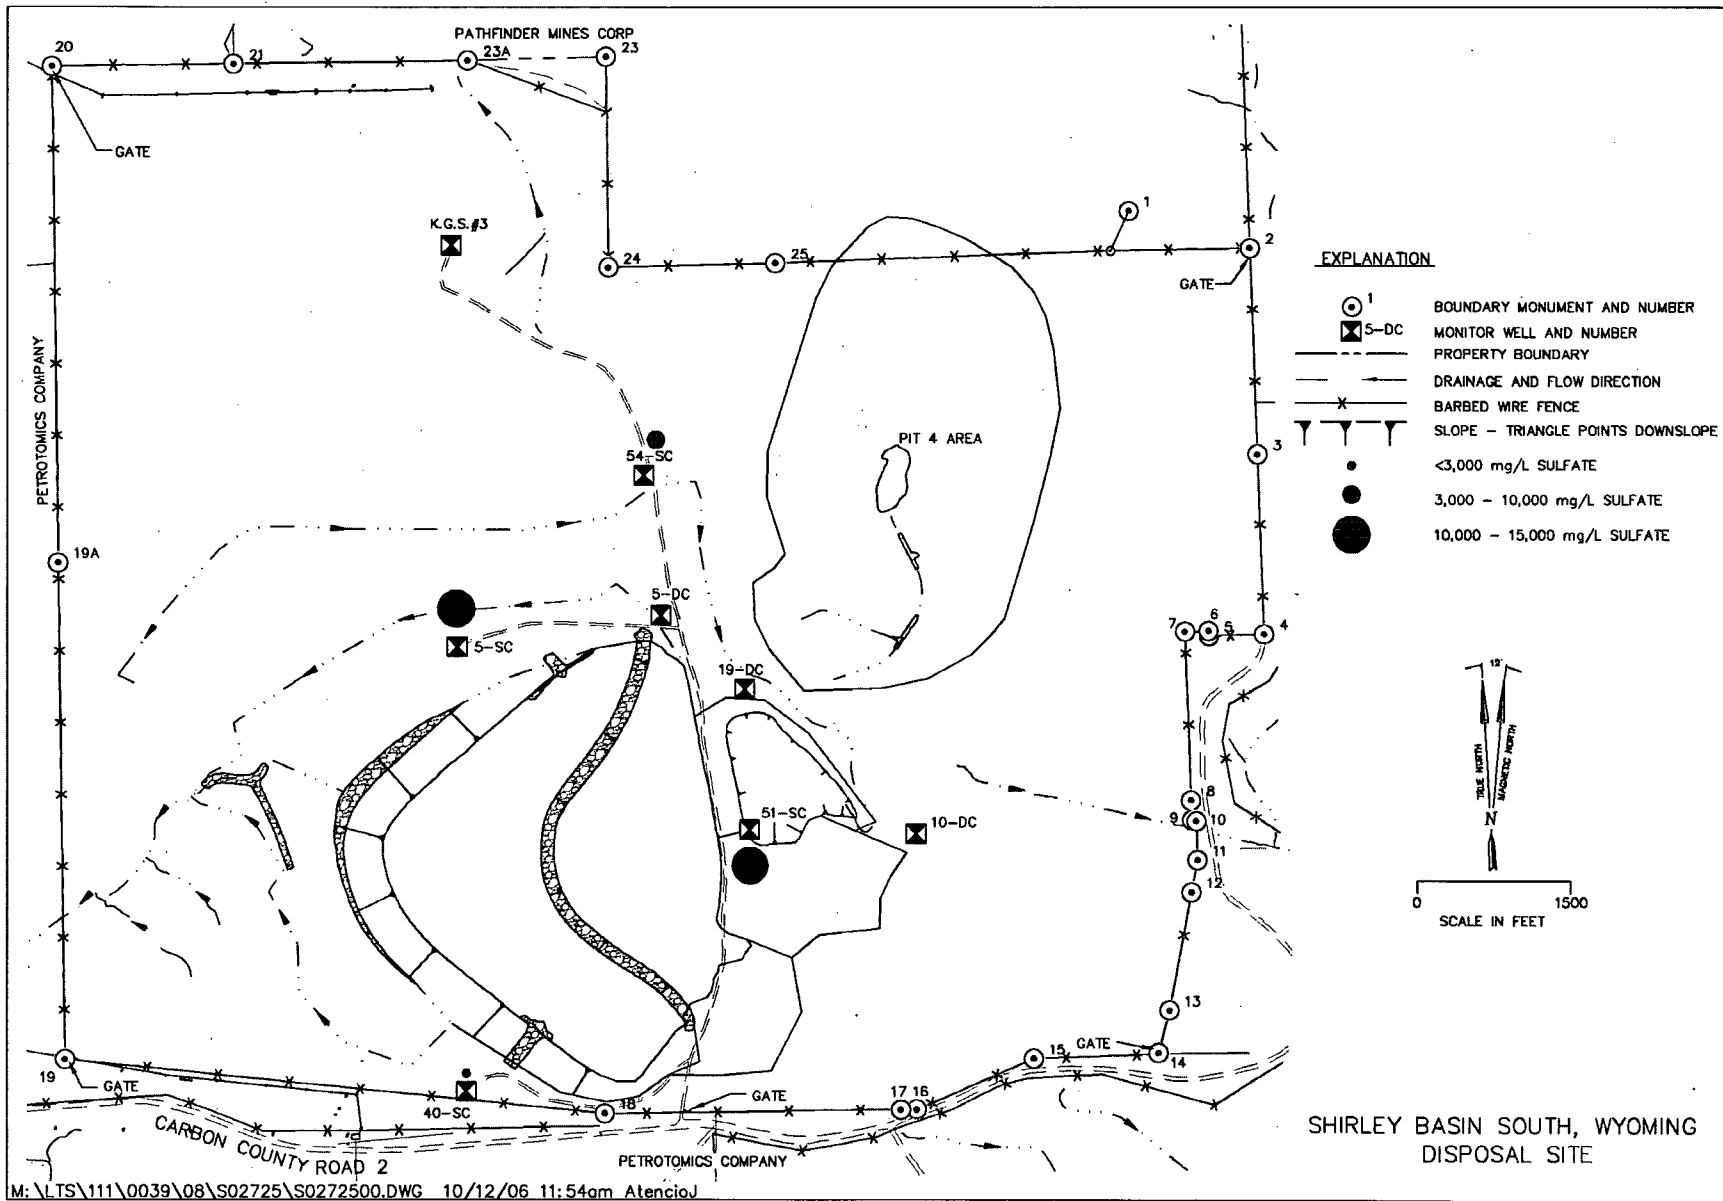 PATHFINDER MINES CORP
20
21
23A
23
GATE
K.G.S.#3
24
25
1
2
GATE
PETROTOMICS COMPANY
EXPLANATION
1
BOUNDARY MONUMENT AND NUMBER
5-DC
MONITOR WELL AND NUMBER
PROPERTY BOUNDARY
DRAINAGE AND FLOW DIRECTION
BARBED WIRE FENCE
SLOPE - TRIANGLE POINTS DOWNSLOPE
<3,000 mg/L SULFATE
3,000 - 10,000 mg/L SULFATE
10,000 - 15,000 mg/L SULFATE
PIT 4 AREA
54-SC
3
19A
5-DC
5-SC
7
6
5
4
19-DC
TRUE NORTH
MAGNETIC NORTH
N
51-SC
10-DC
8
9
10
11
12
0
1500
SCALE IN FEET
13
GATE
14
15
19
GATE
40-SC
18
GATE
17
16
CARBON COUNTY ROAD 2
PETROTOMICS COMPANY
SHIRLEY BASIN SOUTH, WYOMING
DISPOSAL SITE
M:\LTS\111\0039\08\S02725\S0272500.DWG 10/12/06 11:54am AtencioJ